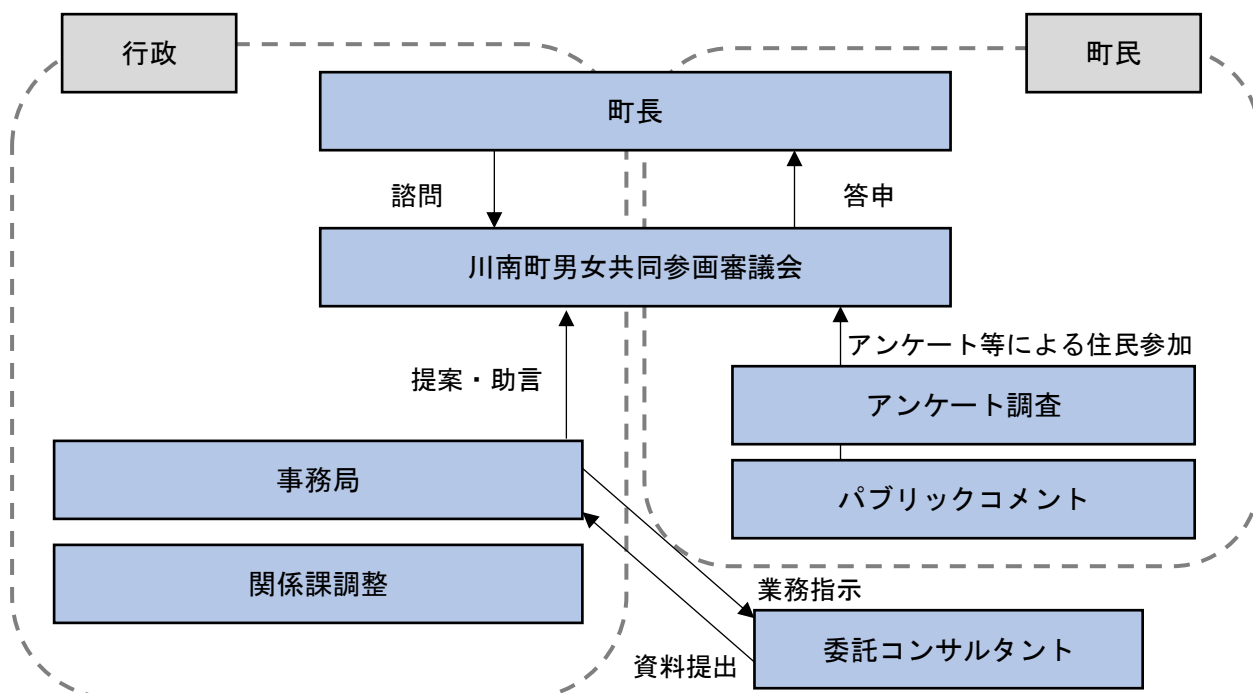 行政
町民
町長
諮問
答申
川南町男女共同参画審議会
アンケート等による住民参加
提案・助言
アンケート調査
事務局
パブリックコメント
関係課調整
業務指示
委託コンサルタント
資料提出